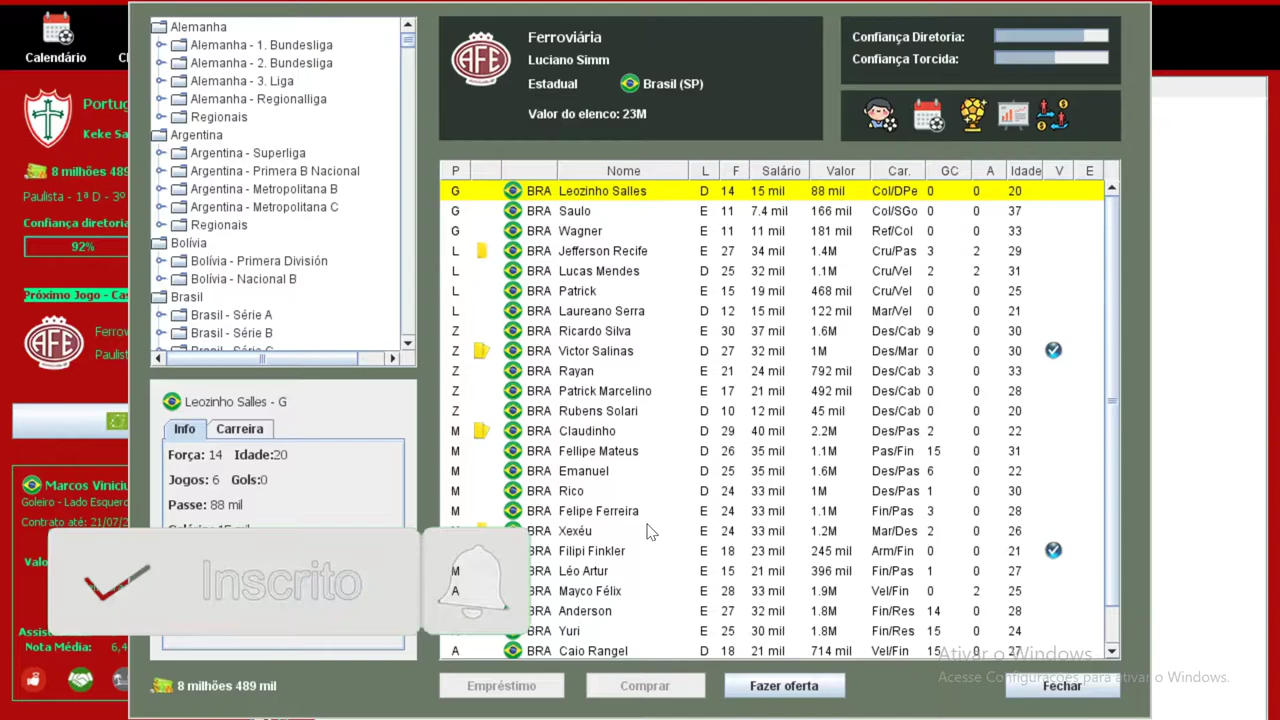 Calendário
Portug
Keke Sa
8 milhões 489
Paulista - 1ª D - 3º
Confiança diretoria
92%
Próximo Jogo - Cas
Ferrov
Paulist
Marcos Viniciu
Goleiro - Lado Esquero
Contrato até: 21/07/2
Valo
Assis
Nota Média: 6,4
Alemanha
Alemanha - 1. Bundesliga
Alemanha - 2. Bundesliga
Alemanha - 3. Liga
Alemanha - Regionalliga
Regionais
Argentina
Argentina - Superliga
Argentina - Primera B Nacional
Argentina - Metropolitana B
Argentina - Metropolitana C
Regionais
Bolívia
Bolívia - Primera División
Bolívia - Nacional B
Brasil
Brasil - Série A
Brasil - Série B
Leozinho Salles - G
Info Carreira
Força: 14 Idade:20
Jogos: 6 Gols:0
Passe: 88 mil
Inscrito
8 milhões 489 mil
Ferroviária
Luciano Simm
Estadual Brasil (SP)
Valor do elenco: 23M
Confiança Diretoria:
Confiança Torcida:
P Nome L F Salário Valor Car. GC A Idade V E
G BRA Leozinho Salles D 14 15 mil 88 mil Col/DPe 0 0 20
G BRA Saulo E 11 7.4 mil 166 mil Col/SGo 0 0 37
G BRA Wagner E 11 11 mil 181 mil Ref/Col 0 0 33
L BRA Jefferson Recife E 27 34 mil 1.4M Cru/Pas 3 2 29
L BRA Lucas Mendes D 25 32 mil 1.1M Cru/Vel 2 2 31
L BRA Patrick E 15 19 mil 468 mil Cru/Vel 0 0 25
L BRA Laureano Serra D 12 15 mil 122 mil Mar/Vel 0 0 21
Z BRA Ricardo Silva E 30 37 mil 1.6M Des/Cab 9 0 30
Z BRA Victor Salinas D 27 32 mil 1M Des/Mar 0 0 30
Z BRA Rayan E 21 24 mil 792 mil Des/Cab 3 0 33
Z BRA Patrick Marcelino E 17 21 mil 492 mil Des/Cab 0 0 28
Z BRA Rubens Solari D 10 12 mil 45 mil Des/Cab 0 0 20
M BRA Claudinho D 29 40 mil 2.2M Des/Pas 2 0 22
M BRA Fellipe Mateus D 26 35 mil 1.1M Pas/Fin 15 0 31
M BRA Emanuel D 25 35 mil 1.6M Des/Pas 6 0 22
M BRA Rico D 24 33 mil 1M Des/Pas 1 0 30
M BRA Felipe Ferreira E 24 33 mil 1.1M Fin/Pas 3 0 28
BRA Xexéu E 24 33 mil 1.2M Mar/Des 2 0 26
BRA Filipi Finkler E 18 23 mil 245 mil Arm/Fin 0 0 21
M BRA Léo Artur E 15 21 mil 396 mil Fin/Pas 1 0 27
A BRA Mayco Félix E 28 33 mil 1.9M Vel/Fin 0 2 25
BRA Anderson E 27 32 mil 1.8M Fin/Res 14 0 28
BRA Yuri E 25 30 mil 1.8M Fin/Res 15 0 24
A BRA Caio Rangel D 18 21 mil 714 mil Vel/Fin 15 0 27
Empréstimo Comprar Fazer oferta Fechar
Ativar o Windows
Acesse Configurações para ativar o Windows.